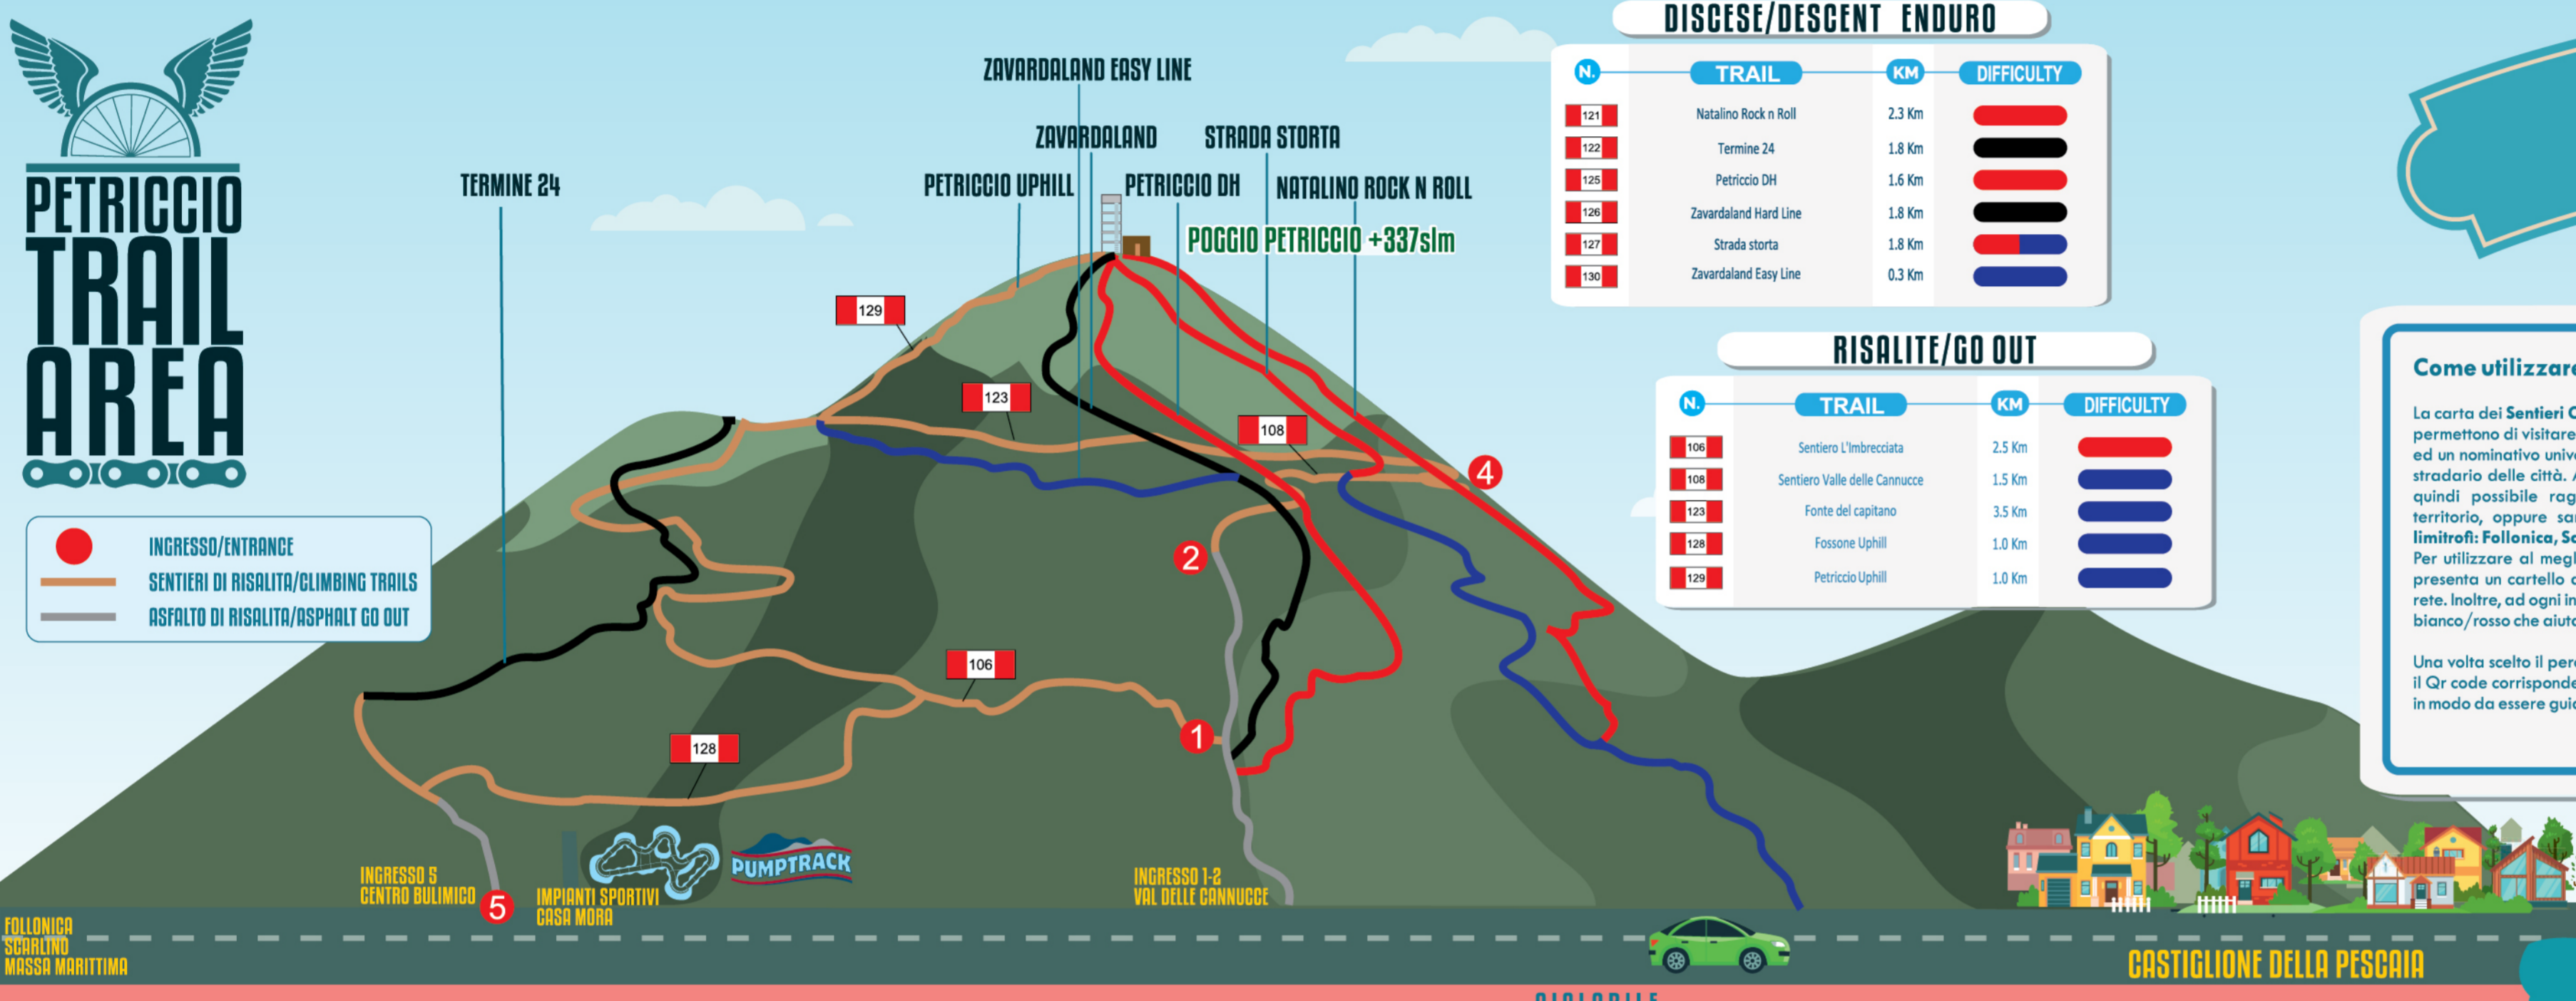 PETRICCIO
TRAIL
AREA
INGRESSO/ENTRANCE
SENTIERI DI RISALITA/CLIMBING TRAILS
ASFALTO DI RISALITA/ASPHALT GO OUT
ZAVARDALAND EASY LINE
ZAVARDALAND
STRADA STORTA
TERMINE 24
PETRICCIO UPHILL
PETRICCIO DH
NATALINO ROCK N ROLL
POGGIO PETRICCIO +337slm
129
123
108
4
2
106
1
128
INGRESSO 5
CENTRO BULIMICO
5
IMPIANTI SPORTIVI
CASA MORA
PUMPTRACK
INGRESSO 1-2
VAL DELLE CANNUCCE
FOLLONICA
SCARLINO
MASSA MARITTIMA
CASTIGLIONE DELLA PESCAIA
DISCESE/DESCENT ENDURO
N. TRAIL KM DIFFICULTY
121 Natalino Rock n Roll 2.3 Km
122 Termine 24 1.8 Km
125 Petriccio DH 1.6 Km
126 Zavardaland Hard Line 1.8 Km
127 Strada storta 1.8 Km
130 Zavardaland Easy Line 0.3 Km
RISALITE/GO OUT
N. TRAIL KM DIFFICULTY
106 Sentiero L'Imbrecciata 2.5 Km
108 Sentiero Valle delle Cannucce 1.5 Km
123 Fonte del capitano 3.5 Km
128 Fossone Uphill 1.0 Km
129 Petriccio Uphill 1.0 Km
Come utilizzare
La carta dei Sentieri
permettono di visitare
ed un nominativo
stradario delle città.
quindi possibile
territorio, oppure
limitrofi: Follonica,
Per utilizzare al
presenta un cartello
rete. Inoltre, ad ogni
bianco/rosso che
Una volta scelto il
il Qr code
in modo da essere